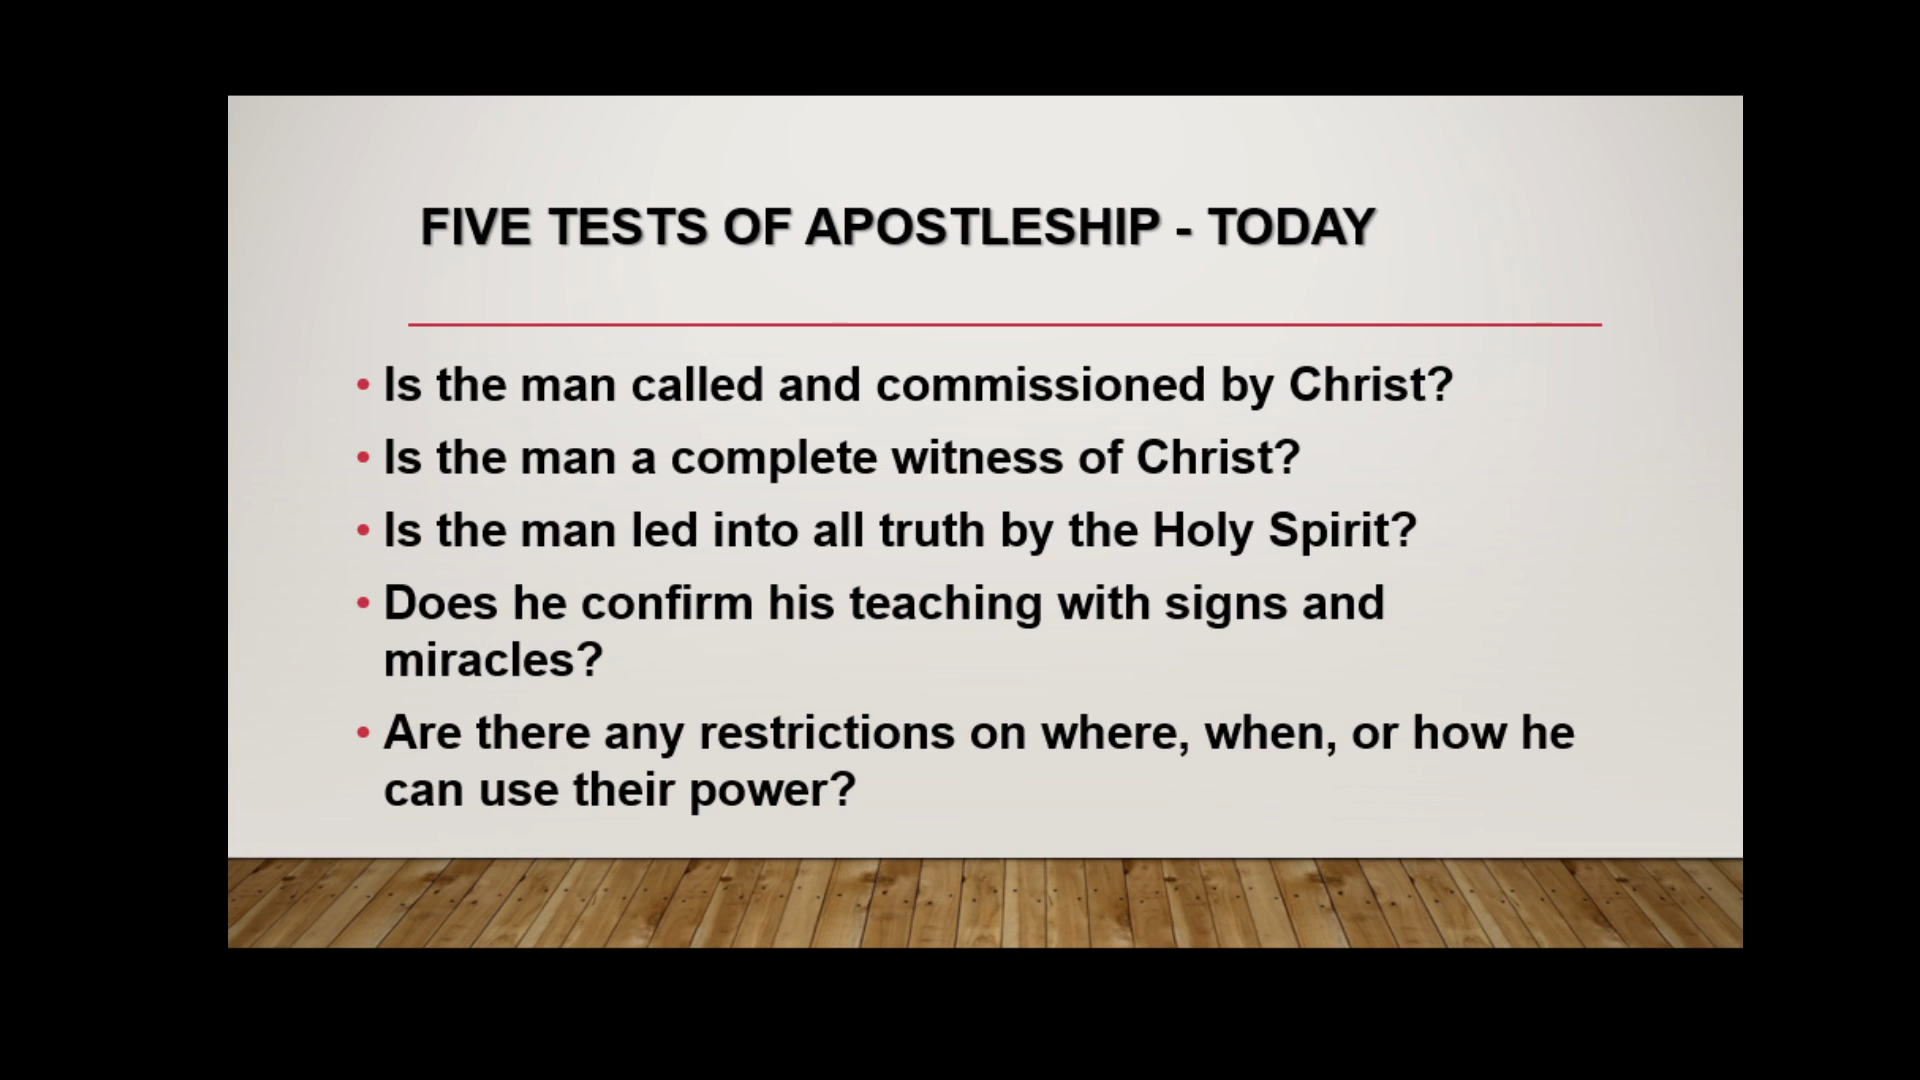 FIVE TESTS OF APOSTLESHIP - TODAY
• Is the man called and commissioned by Christ?
• Is the man a complete witness of Christ?
• Is the man led into all truth by the Holy Spirit?
• Does he confirm his teaching with signs and
miracles?
• Are there any restrictions on where, when, or how he
can use their power?